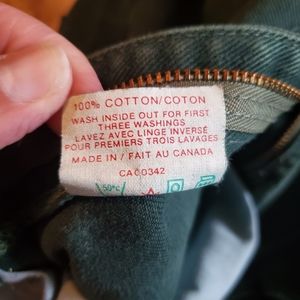 100% COTTON/COTON
WASH INSIDE OUT FOR FIRST
THREE WASHINGS
LAVEZ AVEC LINGE INVERSÉ
POUR PREMIERS TROIS LAVAGES
MADE IN / FAIT AU CANADA
CA00342
50°C